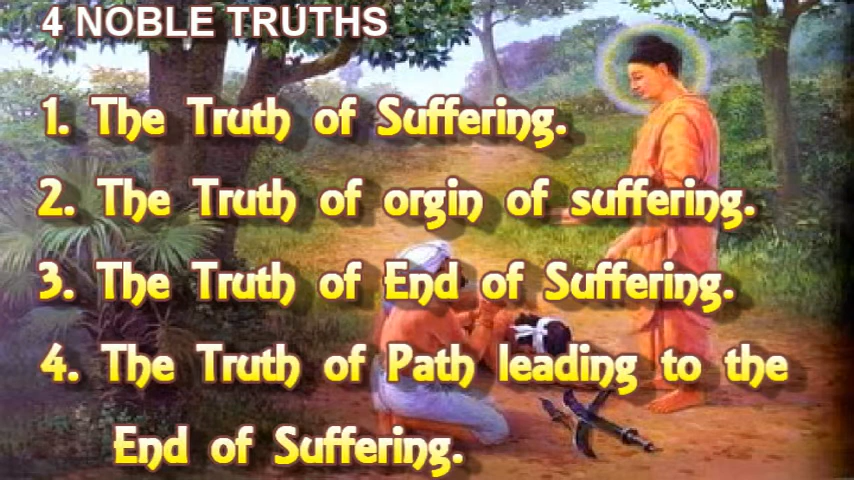 4 NOBLE TRUTHS
1. The Truth of Suffering.
2. The Truth of orgin of suffering.
3. The Truth of End of Suffering.
4. The Truth of Path leading to the
End of Suffering.